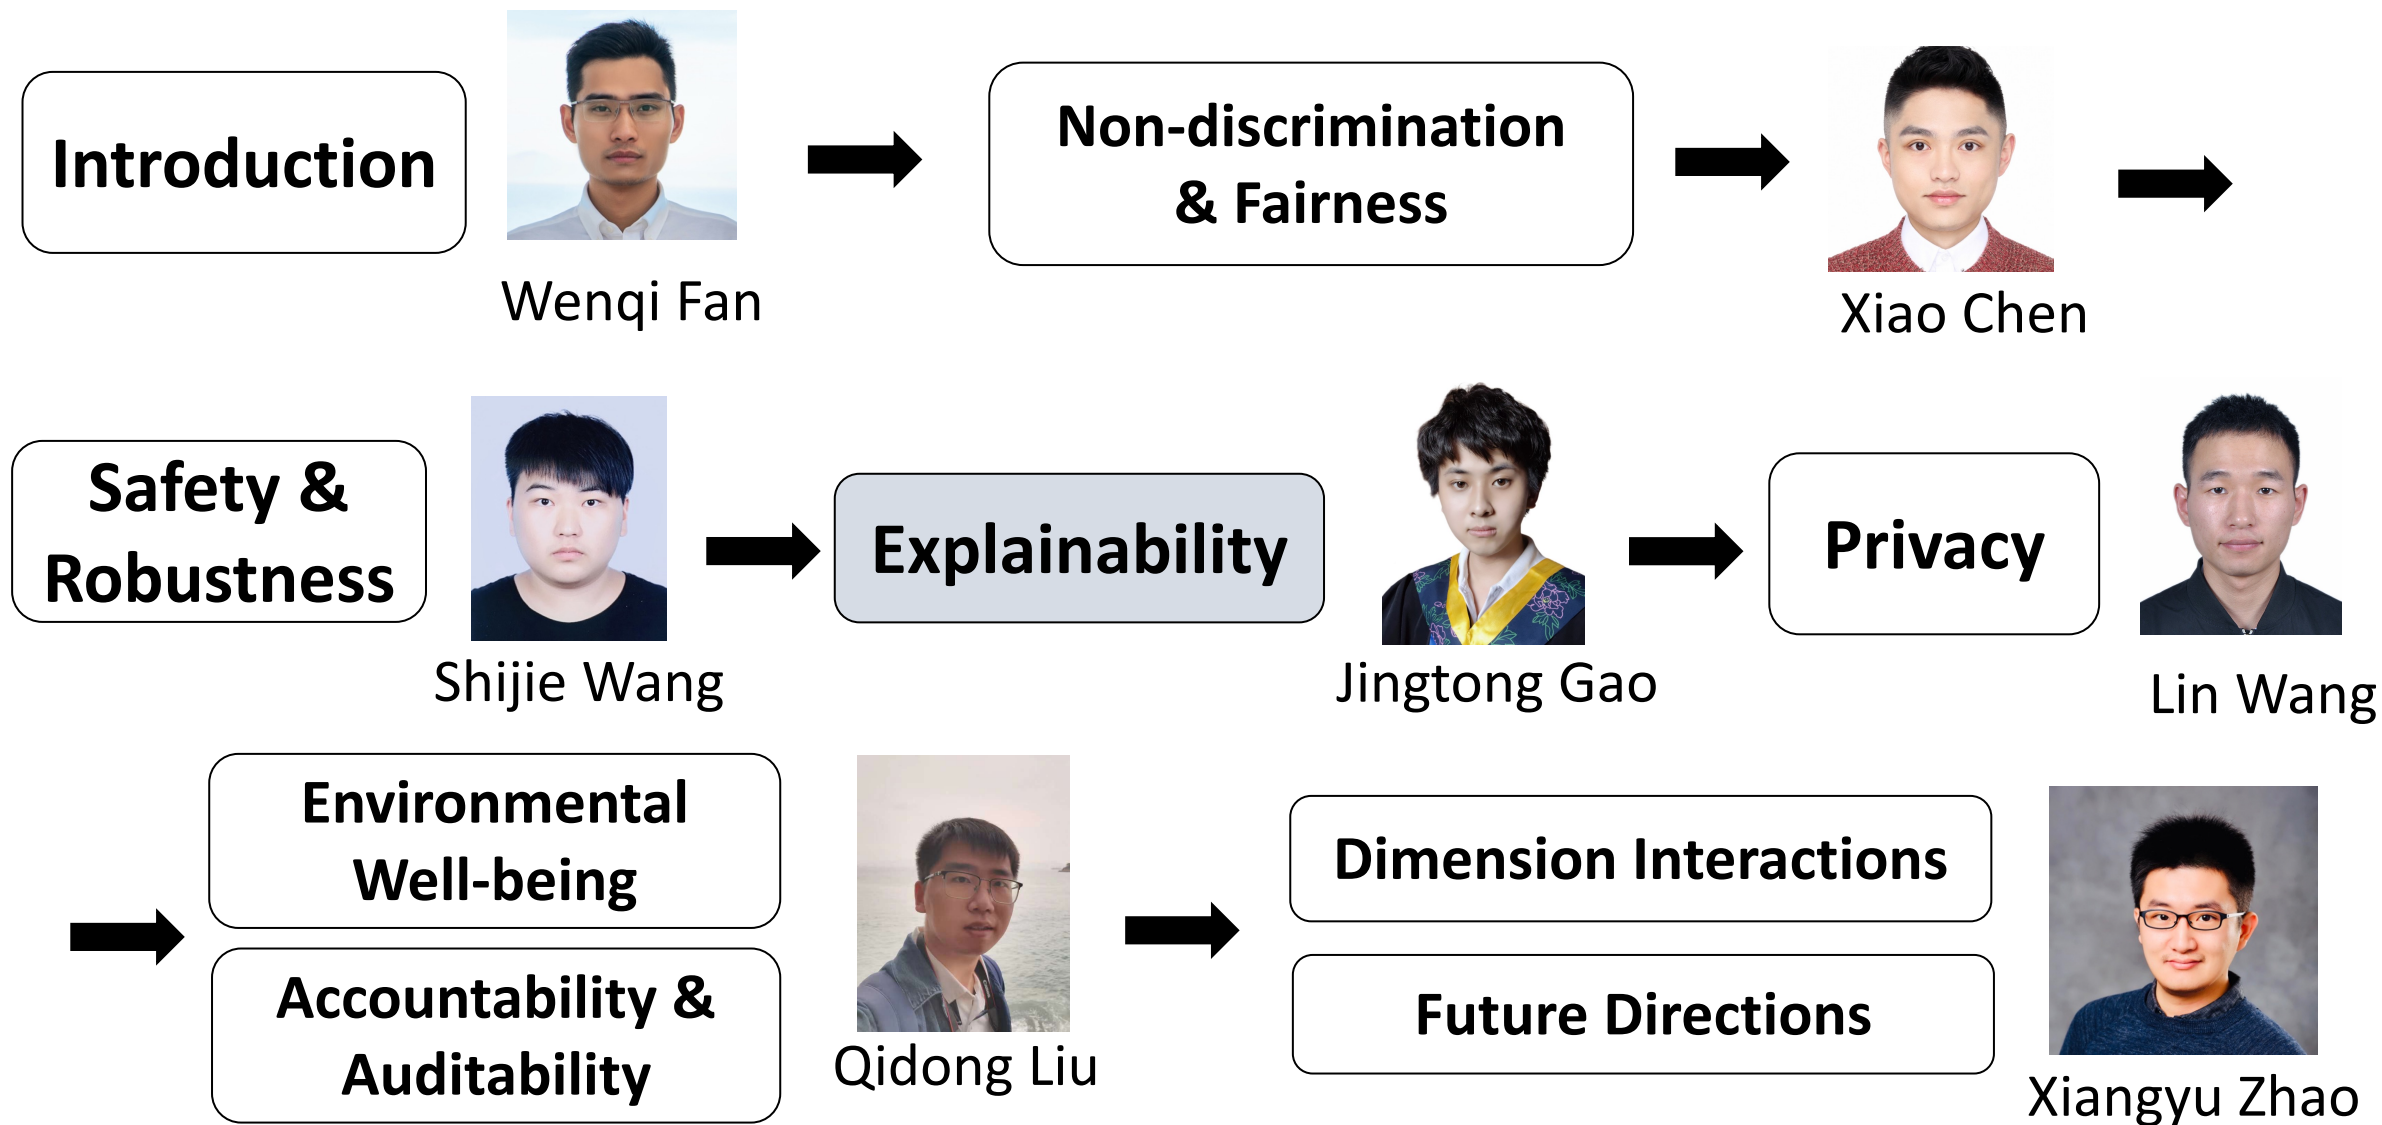 Introduction
Wenqi Fan
Non-discrimination
& Fairness
Xiao Chen
Safety &
Robustness
Shijie Wang
Explainability
Jingtong Gao
Privacy
Lin Wang
Environmental
Well-being
Accountability &
Auditability
Qidong Liu
Dimension Interactions
Future Directions
Xiangyu Zhao